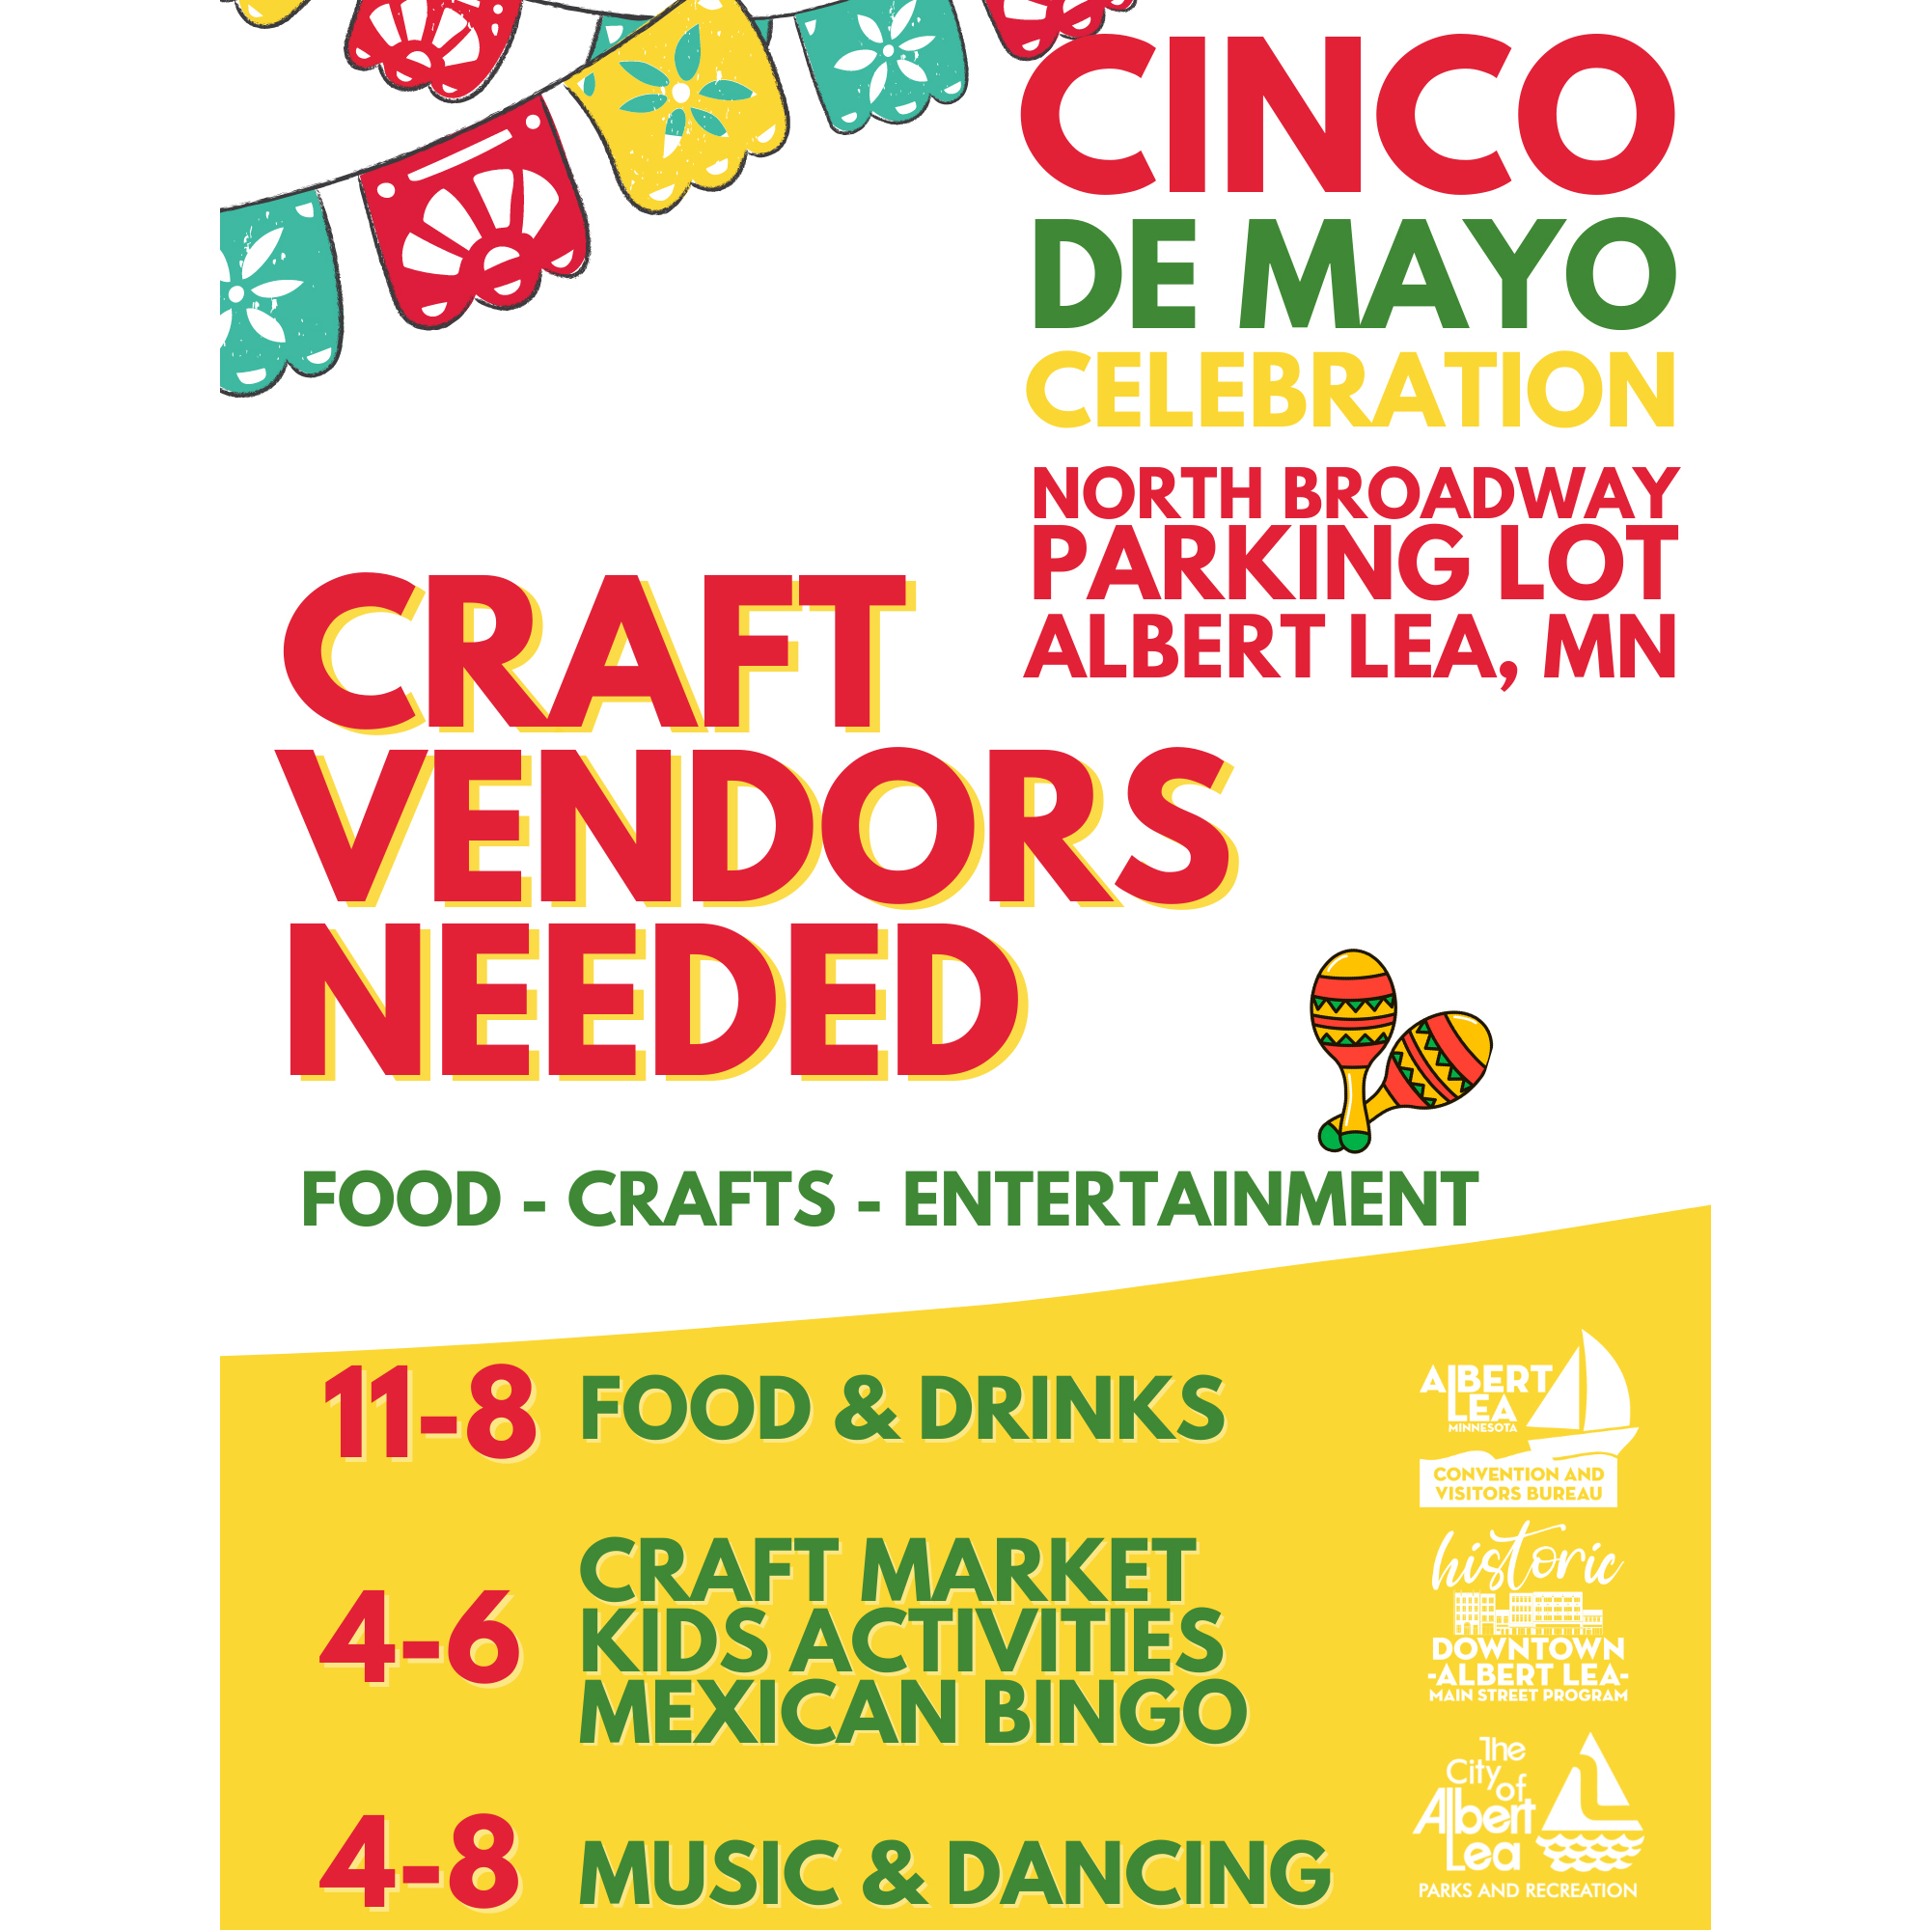 CINCO
DE MAYO
CELEBRATION
NORTH BROADWAY
PARKING LOT
ALBERT LEA, MN
CRAFT
VENDORS
NEEDED
FOOD - CRAFTS - ENTERTAINMENT
11-8 FOOD & DRINKS
CRAFT MARKET
4-6 KIDS ACTIVITIES
MEXICAN BINGO
4-8 MUSIC & DANCING
ALBERT
LEA
MINNESOTA
CONVENTION AND
VISITORS BUREAU
historic
DOWNTOWN
-ALBERT LEA-
MAIN STREET PROGRAM
The
City
of
Albert
Lea
PARKS AND RECREATION